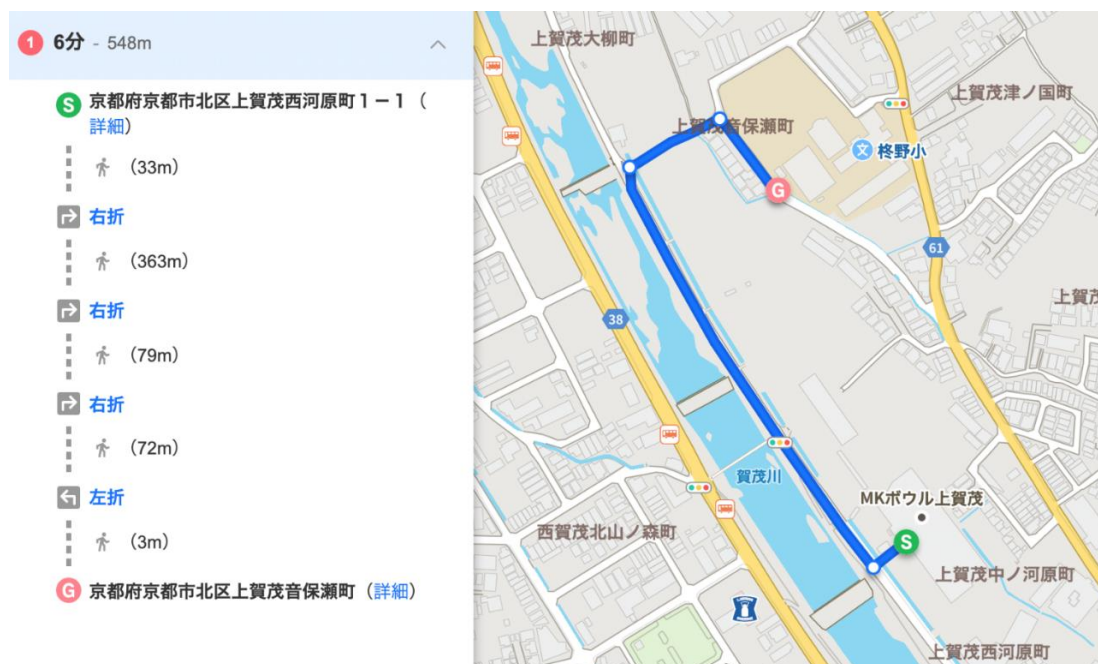 1 6分 - 548m
S 京都府京都市北区上賀茂西河原町1－1（
詳細）
（33m）
右折
（363m）
右折
（79m）
右折
（72m）
左折
（3m）
G 京都府京都市北区上賀茂音保瀬町（詳細）
上賀茂大柳町
上賀茂津ノ国町
上賀茂音保瀬町
文 柊野小
G
61
上賀茂
38
賀茂川
MKボウル上賀茂
S
西賀茂北山ノ森町
上賀茂中ノ河原町
上賀茂西河原町